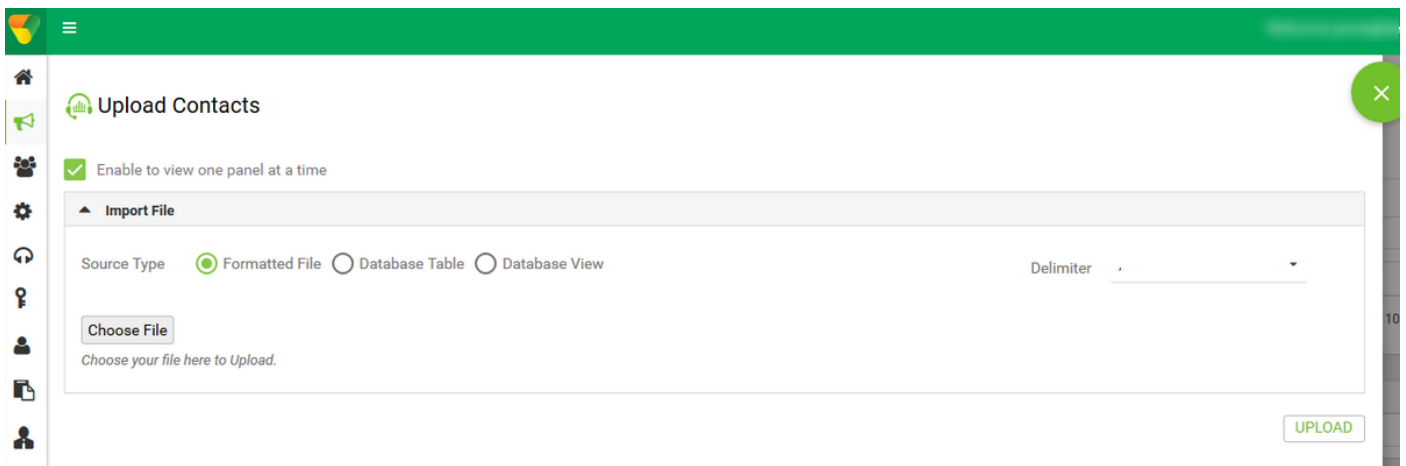 Upload Contacts
Enable to view one panel at a time
Import File
Source Type Formatted File Database Table Database View Delimiter ,
Choose File
Choose your file here to Upload.
10
UPLOAD